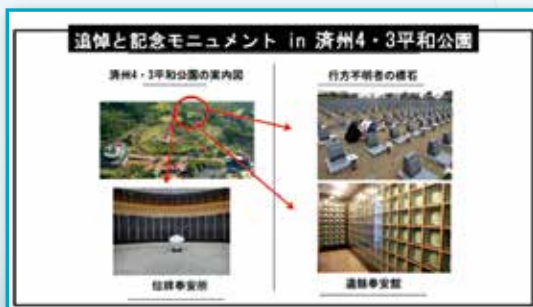 追悼と記念モニュメント in 済州4・3平和公園
済州4・3平和公園の案内図
行方不明者の標石
位牌奉安所
遺骸奉安館